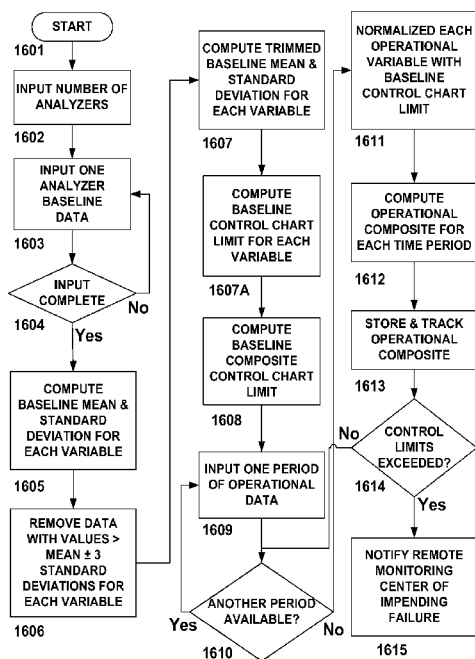 1601
START
INPUT NUMBER OF
ANALYZERS
1602
INPUT ONE
ANALYZER
BASELINE
DATA
1603
INPUT
COMPLETE
No
1604
Yes
COMPUTE
BASELINE MEAN &
STANDARD
DEVIATION FOR
EACH VARIABLE
1605
REMOVE DATA
WITH VALUES >
MEAN ± 3
STANDARD
DEVIATIONS FOR
EACH VARIABLE
1606
COMPUTE TRIMMED
BASELINE MEAN &
STANDARD
DEVIATION FOR
EACH VARIABLE
1607
COMPUTE
BASELINE
CONTROL CHART
LIMIT FOR EACH
VARIABLE
1607A
COMPUTE
BASELINE
COMPOSITE
CONTROL CHART
LIMIT
1608
INPUT ONE PERIOD
OF OPERATIONAL
DATA
1609
ANOTHER PERIOD
AVAILABLE?
Yes
No
1610
NORMALIZED EACH
OPERATIONAL
VARIABLE WITH
BASELINE
CONTROL CHART
LIMIT
1611
COMPUTE
OPERATIONAL
COMPOSITE FOR
EACH TIME PERIOD
1612
STORE & TRACK
OPERATIONAL
COMPOSITE
1613
No
CONTROL
LIMITS
EXCEEDED?
1614
Yes
NOTIFY REMOTE
MONITORING
CENTER OF
IMPENDING
FAILURE
1615